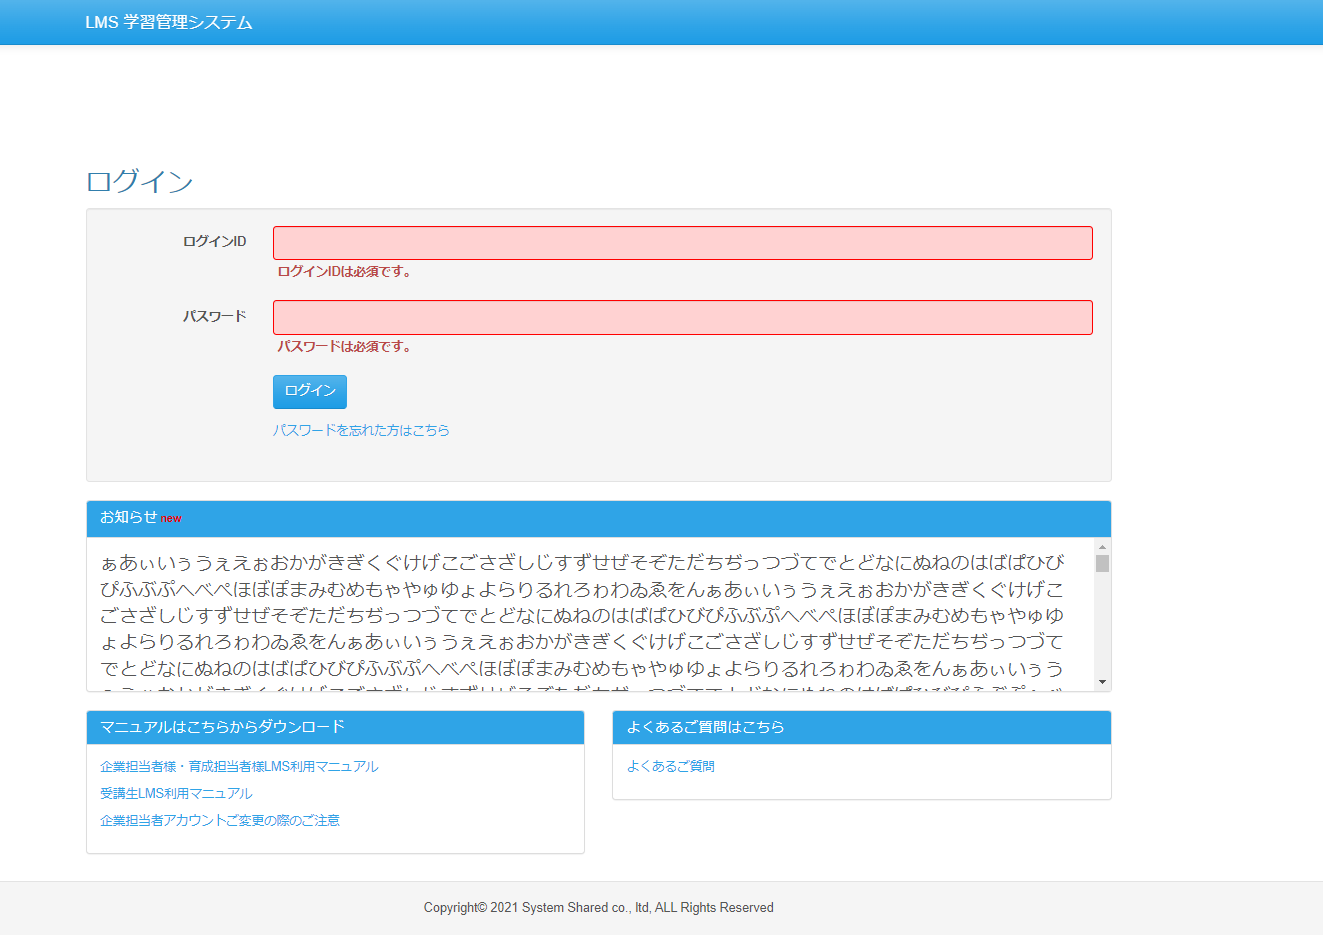 LMS 学習管理システム
ログイン
ログインID
ログインIDは必須です。
パスワード
パスワードは必須です。
ログイン
パスワードを忘れた方はこちら
お知らせ new
ぁあぃいぅうぇえぉおかがきぎくぐけげこごさざしじすずせぜそぞただちぢっつづてでとどなにぬねのはばぱひび
ぴふぶぷへべぺほぼぽまみむめもゃやゅゆょよらりるれろゎわゐゑをんぁあぃいぅうぇえぉおかがきぎくぐけげこ
ごさざしじすずせぜそぞただちぢっつづてでとどなにぬねのはばぱひびぴふぶぷへべぺほぼぽまみむめもゃやゅゆ
ょよらりるれろゎわゐゑをんぁあぃいぅうぇえぉおかがきぎくぐけげこごさざしじすずせぜそぞただちぢっつづて
でとどなにぬねのはばぱひびぴふぶぷへべぺほぼぽまみむめもゃやゅゆょよらりるれろゎわゐゑをんぁあぃいぅう
マニュアルはこちらからダウンロード
企業担当者様・育成担当者様LMS利用マニュアル
受講生LMS利用マニュアル
企業担当者アカウントご変更の際のご注意
よくあるご質問はこちら
よくあるご質問
Copyright© 2021 System Shared co., ltd, ALL Rights Reserved